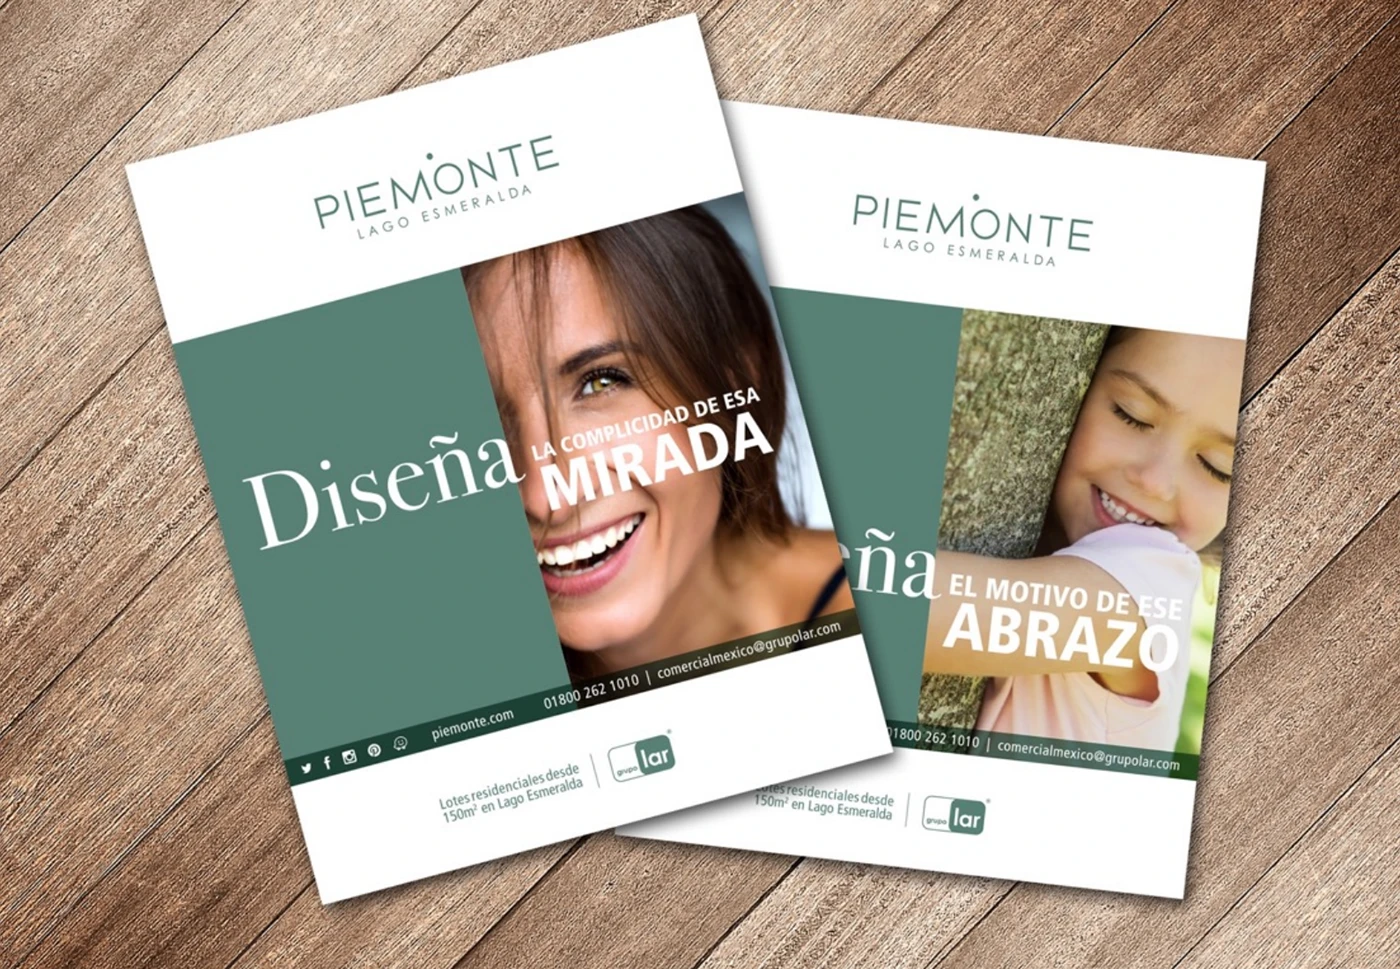 PIEMONTE
LAGO ESMERALDA
Diseña
LA COMPLICIDAD DE ESA
MIRADA
piemonte.com 01800 262 1010 | comercialmexico@grupolar.com
Lotes residenciales desde
150m² en Lago Esmeralda
grupo lar®
PIEMONTE
LAGO ESMERALDA
eña
EL MOTIVO DE ESE
ABRAZO
01800 262 1010 | comercialmexico@grupolar.com
Lotes residenciales desde
150m² en Lago Esmeralda
grupo lar®